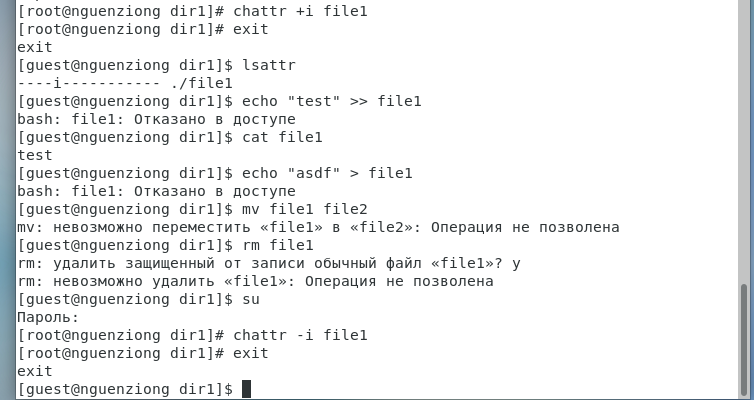 [root@nguenziong dir1]# chattr +i file1
[root@nguenziong dir1]# exit
exit
[guest@nguenziong dir1]$ lsattr
----i----------- ./file1
[guest@nguenziong dir1]$ echo "test" >> file1
bash: file1: Отказано в доступе
[guest@nguenziong dir1]$ cat file1
test
[guest@nguenziong dir1]$ echo "asdf" > file1
bash: file1: Отказано в доступе
[guest@nguenziong dir1]$ mv file1 file2
mv: невозможно переместить «file1» в «file2»: Операция не позволена
[guest@nguenziong dir1]$ rm file1
rm: удалить защищенный от записи обычный файл «file1»? y
rm: невозможно удалить «file1»: Операция не позволена
[guest@nguenziong dir1]$ su
Пароль:
[root@nguenziong dir1]# chattr -i file1
[root@nguenziong dir1]# exit
exit
[guest@nguenziong dir1]$